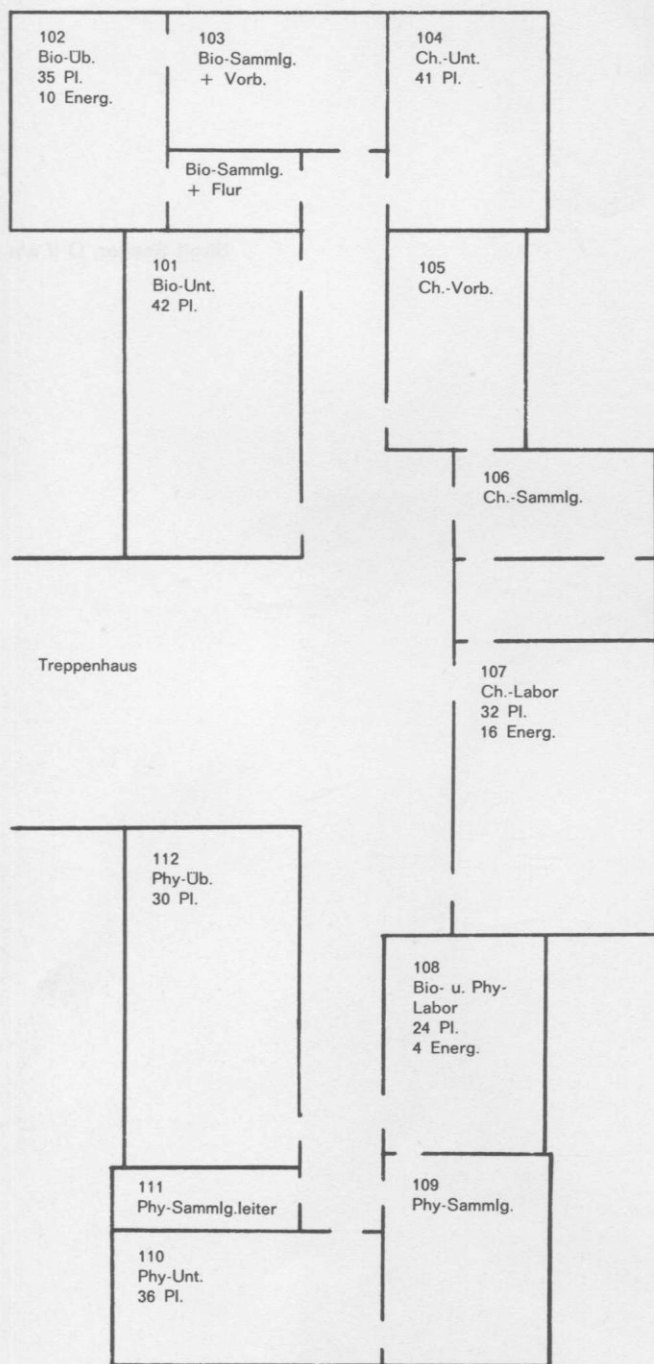 102
Bio-Üb.
35 Pl.
10 Energ.
103
Bio-Sammlg.
+ Vorb.
104
Ch.-Unt.
41 Pl.
Bio-Sammlg.
+ Flur
101
Bio-Unt.
42 Pl.
105
Ch.-Vorb.
106
Ch.-Sammlg.
Treppenhaus
107
Ch.-Labor
32 Pl.
16 Energ.
112
Phy-Üb.
30 Pl.
108
Bio- u. Phy-
Labor
24 Pl.
4 Energ.
111
Phy-Sammlg.leiter
109
Phy-Sammlg.
110
Phy-Unt.
36 Pl.